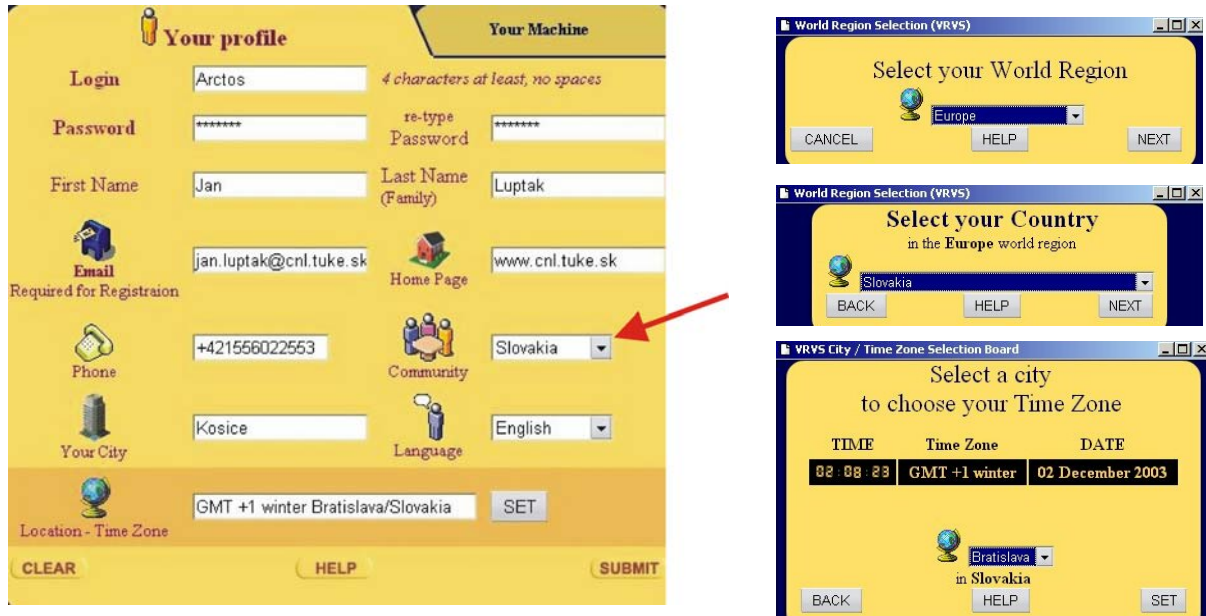 Your profile
Your Machine
Login
Arctos
4 characters at least, no spaces
Password
*******
re-type
Password
*******
First Name
Jan
Last Name
(Family)
Luptak
Email
Required for Registraion
jan.luptak@cnl.tuke.sk
Home Page
www.cnl.tuke.sk
Phone
+421556022553
Community
Slovakia
Your City
Kosice
Language
English
Location - Time Zone
GMT +1 winter Bratislava/Slovakia
SET
CLEAR
HELP
SUBMIT
World Region Selection (VRVS)
Select your World Region
Europe
CANCEL
HELP
NEXT
World Region Selection (VRVS)
Select your Country
in the Europe world region
Slovakia
BACK
HELP
NEXT
VRVS City / Time Zone Selection Board
Select a city
to choose your Time Zone
TIME Time Zone DATE
02:08:23 GMT +1 winter 02 December 2003
Bratislava
in Slovakia
BACK
HELP
SET